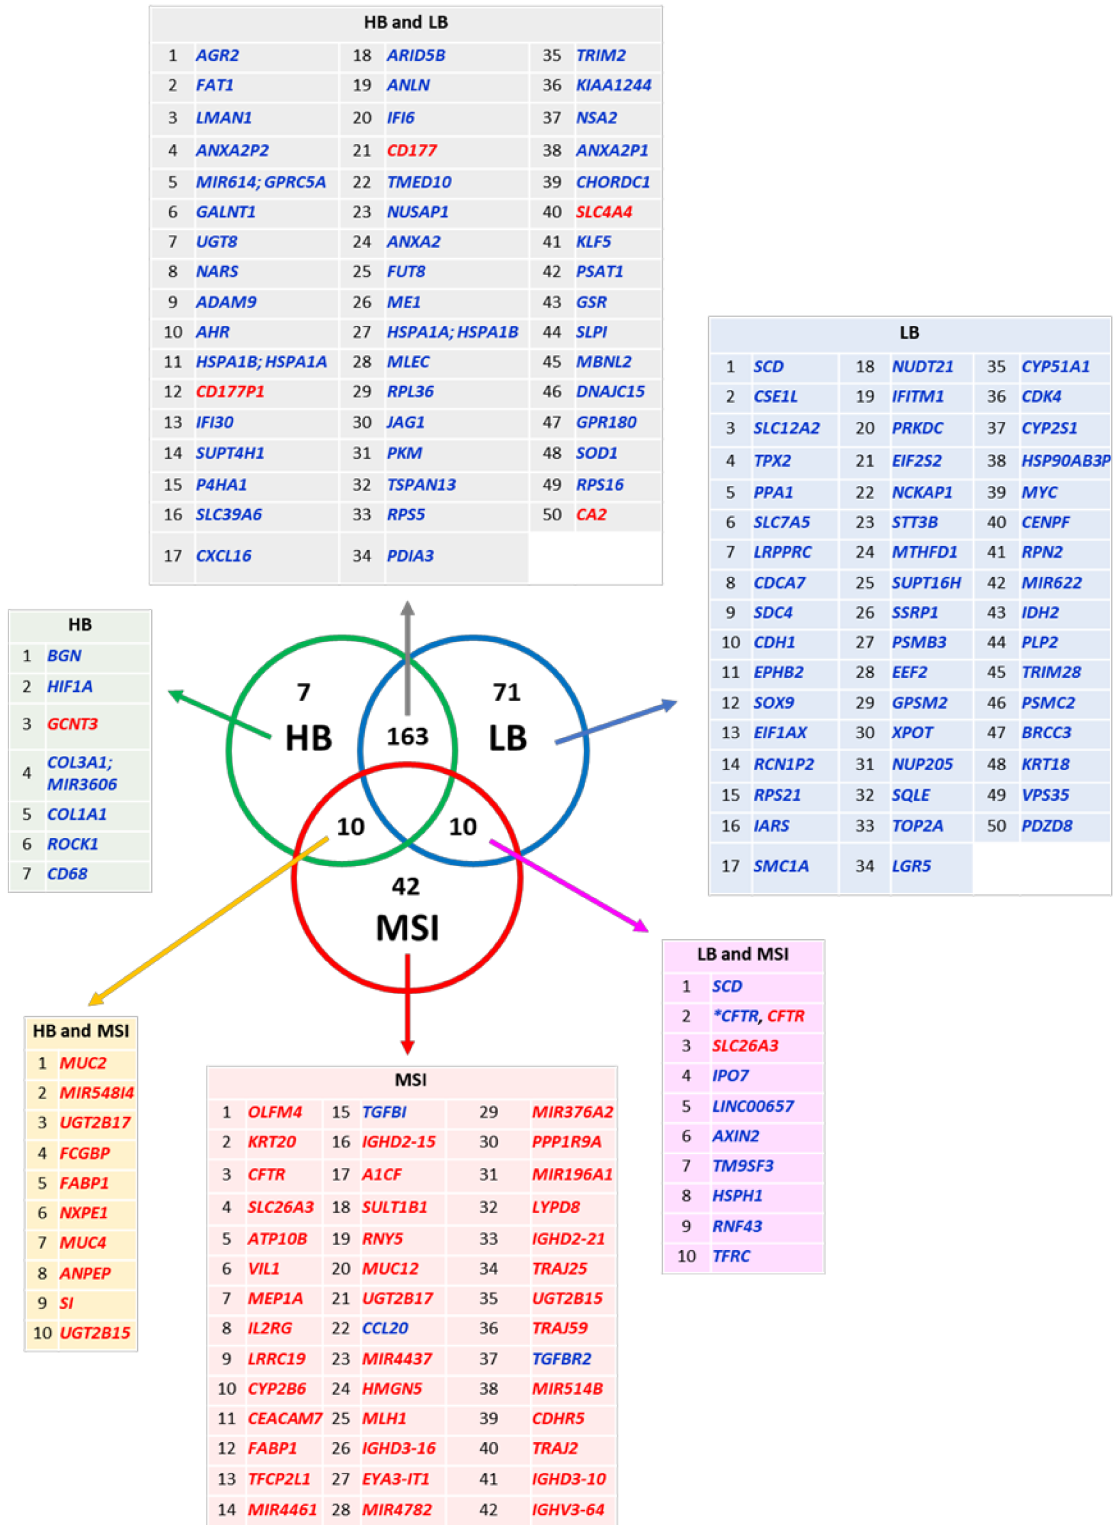 HB and LB
1 AGR2 18 ARID5B 35 TRIM2
2 FAT1 19 ANLN 36 KIAA1244
3 LMAN1 20 IFI6 37 NSA2
4 ANXA2P2 21 CD177 38 ANXA2P1
5 MIR614; GPRC5A 22 TMED10 39 CHORDC1
6 GALNT1 23 NUSAP1 40 SLC4A4
7 UGT8 24 ANXA2 41 KLF5
8 NARS 25 FUT8 42 PSAT1
9 ADAM9 26 ME1 43 GSR
10 AHR 27 HSPA1A; HSPA1B 44 SLPI
11 HSPA1B; HSPA1A 28 MLEC 45 MBNL2
12 CD177P1 29 RPL36 46 DNAJC15
13 IFI30 30 JAG1 47 GPR180
14 SUPT4H1 31 PKM 48 SOD1
15 P4HA1 32 TSPAN13 49 RPS16
16 SLC39A6 33 RPS5 50 CA2
17 CXCL16 34 PDIA3
LB
1 SCD 18 NUDT21 35 CYP51A1
2 CSE1L 19 IFITM1 36 CDK4
3 SLC12A2 20 PRKDC 37 CYP2S1
4 TPX2 21 EIF2S2 38 HSP90AB3P
5 PPA1 22 NCKAP1 39 MYC
6 SLC7A5 23 STT3B 40 CENPF
7 LRPPRC 24 MTHFD1 41 RPN2
8 CDCA7 25 SUPT16H 42 MIR622
9 SDC4 26 SSRP1 43 IDH2
10 CDH1 27 PSMB3 44 PLP2
11 EPHB2 28 EEF2 45 TRIM28
12 SOX9 29 GPSM2 46 PSMC2
13 EIF1AX 30 XPOT 47 BRCC3
14 RCN1P2 31 NUP205 48 KRT18
15 RPS21 32 SQLE 49 VPS35
16 IARS 33 TOP2A 50 PDZD8
17 SMC1A 34 LGR5
HB
1 BGN
2 HIF1A
3 GCNT3
4 COL3A1;
MIR3606
5 COL1A1
6 ROCK1
7 CD68
7 71
HB 163 LB
10 10
42
MSI
LB and MSI
1 SCD
2 *CFTR, CFTR
3 SLC26A3
4 IPO7
5 LINC00657
6 AXIN2
7 TM9SF3
8 HSPH1
9 RNF43
10 TFRC
HB and MSI
1 MUC2
2 MIR548I4
3 UGT2B17
4 FCGBP
5 FABP1
6 NXPE1
7 MUC4
8 ANPEP
9 SI
10 UGT2B15
MSI
1 OLFM4 15 TGFBI 29 MIR376A2
2 KRT20 16 IGHD2-15 30 PPP1R9A
3 CFTR 17 A1CF 31 MIR196A1
4 SLC26A3 18 SULT1B1 32 LYPD8
5 ATP10B 19 RNY5 33 IGHD2-21
6 VIL1 20 MUC12 34 TRAJ25
7 MEP1A 21 UGT2B17 35 UGT2B15
8 IL2RG 22 CCL20 36 TRAJ59
9 LRRC19 23 MIR4437 37 TGFBR2
10 CYP2B6 24 HMGN5 38 MIR514B
11 CEACAM7 25 MLH1 39 CDHR5
12 FABP1 26 IGHD3-16 40 TRAJ2
13 TFCP2L1 27 EYA3-IT1 41 IGHD3-10
14 MIR4461 28 MIR4782 42 IGHV3-64